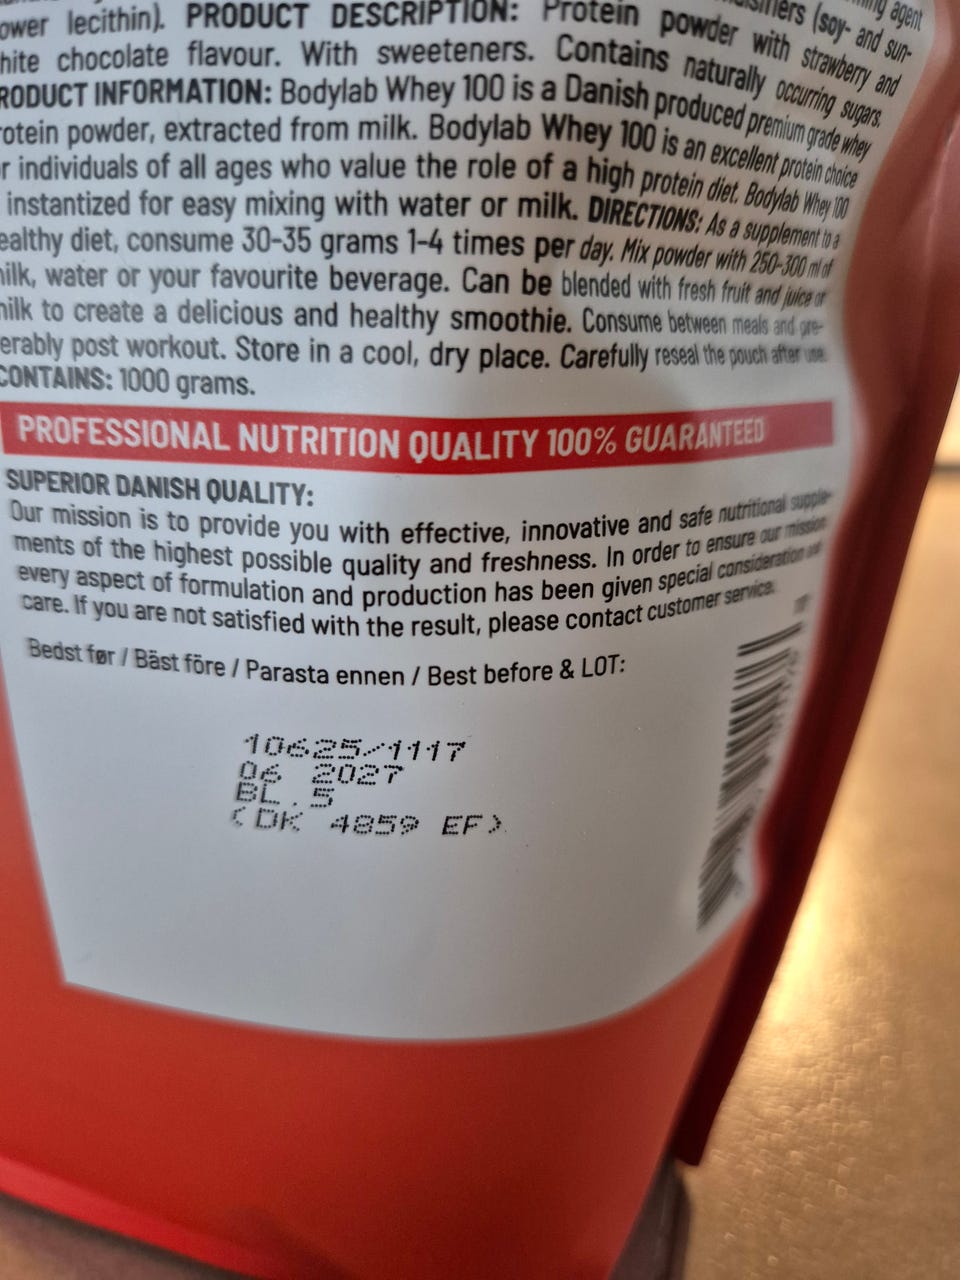 ing agent
ower lecithin). PRODUCT DESCRIPTION: Protein powder with strawberry and
(soy- and sun-
hite chocolate flavour. With sweeteners. Contains naturally occurring sugars.
RODUCT INFORMATION: Bodylab Whey 100 is a Danish produced premium grade whey
rotein powder, extracted from milk. Bodylab Whey 100 is an excellent protein choice
r individuals of all ages who value the role of a high protein diet. Bodylab Whey 100
instantized for easy mixing with water or milk. DIRECTIONS: As a supplement to a
ealthy diet, consume 30-35 grams 1-4 times per day. Mix powder with 250-300 ml of
ilk, water or your favourite beverage. Can be blended with fresh fruit and juice or
ilk to create a delicious and healthy smoothie. Consume between meals and pre-
erably post workout. Store in a cool, dry place. Carefully reseal the pouch after use.
CONTAINS: 1000 grams.
PROFESSIONAL NUTRITION QUALITY 100% GUARANTEED
SUPERIOR DANISH QUALITY:
Our mission is to provide you with effective, innovative and safe nutritional supple-
ments of the highest possible quality and freshness. In order to ensure our mission
every aspect of formulation and production has been given special consideration and
care. If you are not satisfied with the result, please contact customer service.
Bedst før / Bäst före / Parasta ennen / Best before & LOT:
10625/1117
06 2027
BL. 5
(DK 4859 EF)